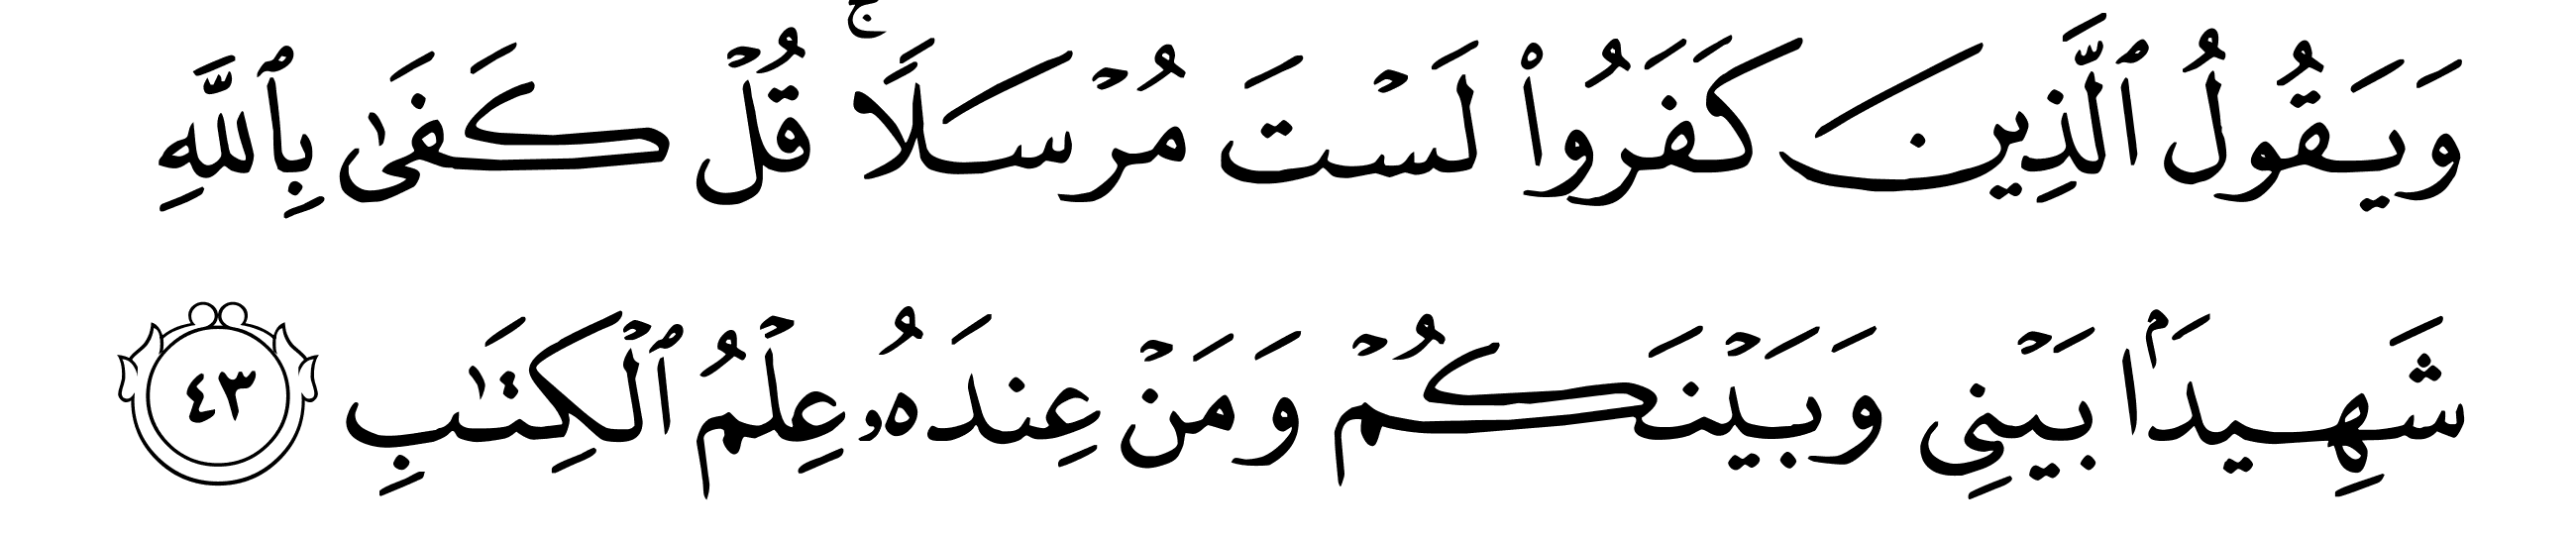 وَيَقُولُ ٱلَّذِينَ كَفَرُوا۟ لَسْتَ مُرْسَلًۭا ۚ قُلْ كَفَىٰ بِٱللَّهِ
شَهِيدًۢا بَيْنِى وَبَيْنَكُمْ وَمَنْ عِندَهُۥ عِلْمُ ٱلْكِتَـٰبِ ٤٣